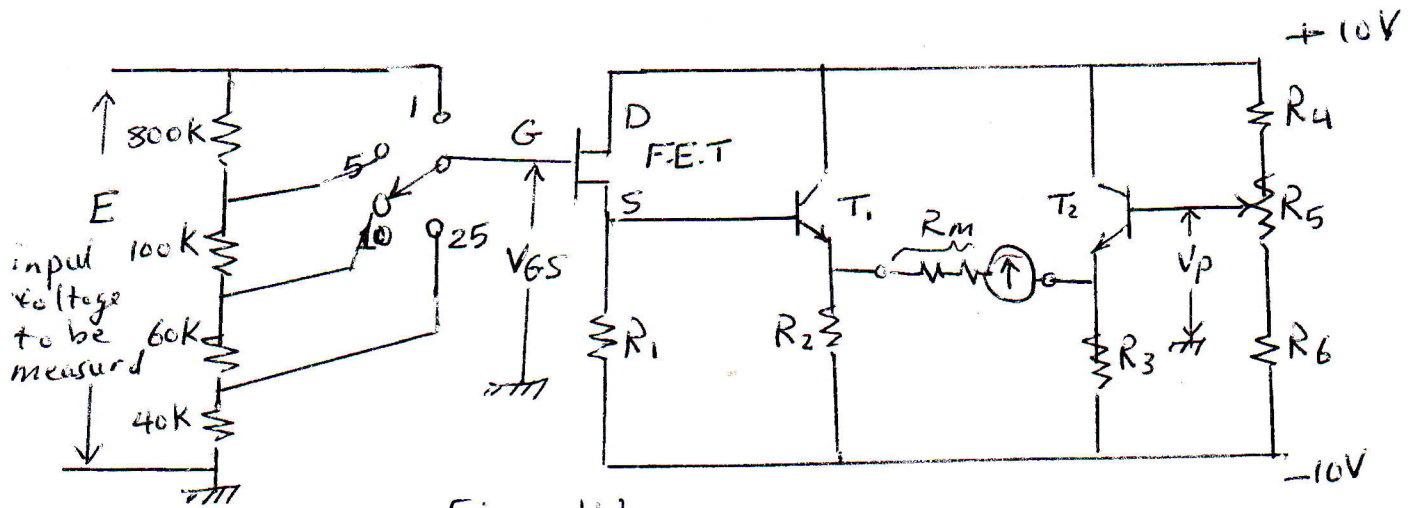 +10V
1
800K
5
G
D
F.E.T
S
R4
E
input
voltage
to be
measurd
100K
10
25
VGS
T1
Rm
T2
Vp
R5
60K
R1
R2
R3
R6
40K
-10V